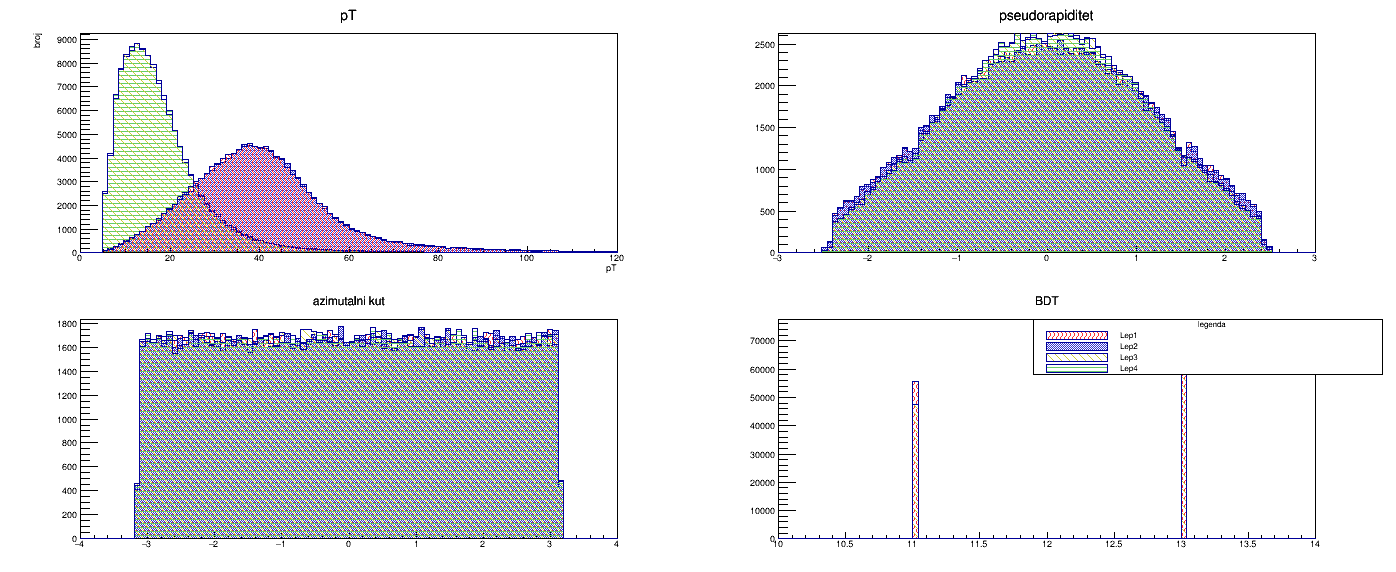 pT
broj
9000
8000
7000
6000
5000
4000
3000
2000
1000
0
0 20 40 60 80 100 120
pT
pseudorapiditet
2500
2000
1500
1000
500
0
−3 −2 −1 0 1 2 3
azimutalni kut
1800
1600
1400
1200
1000
800
600
400
200
0
−4 −3 −2 −1 0 1 2 3 4
BDT
legenda
Lep1
Lep2
Lep3
Lep4
70000
60000
50000
40000
30000
20000
10000
0
10 10.5 11 11.5 12 12.5 13 13.5 14